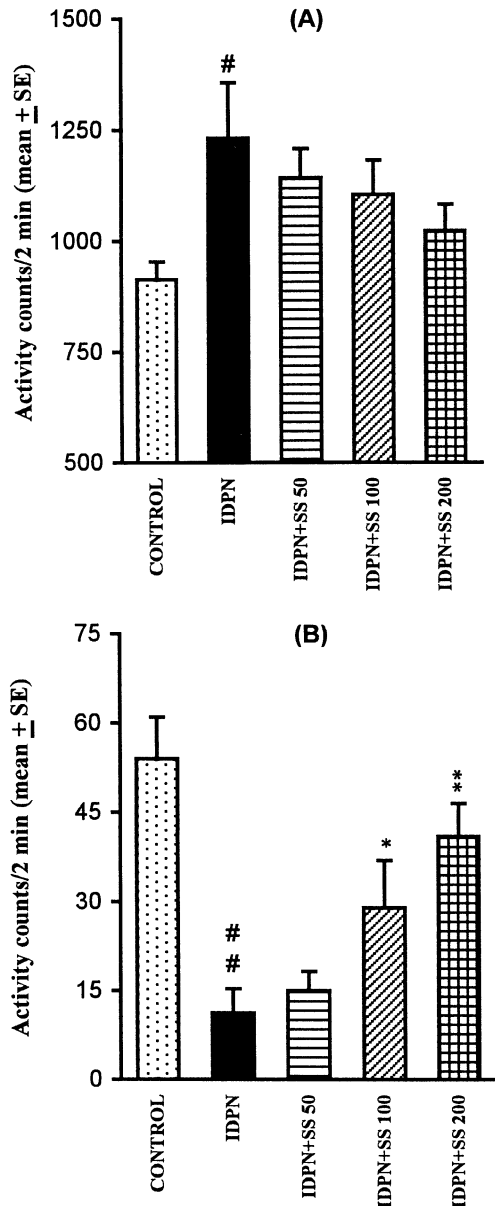 (A)
Activity counts/2 min (mean ± SE)
1500
1250
1000
750
500
#
CONTROL
IDPN
IDPN+SS 50
IDPN+SS 100
IDPN+SS 200
(B)
Activity counts/2 min (mean ± SE)
75
60
45
30
15
0
#
#
*
**
CONTROL
IDPN
IDPN+SS 50
IDPN+SS 100
IDPN+SS 200